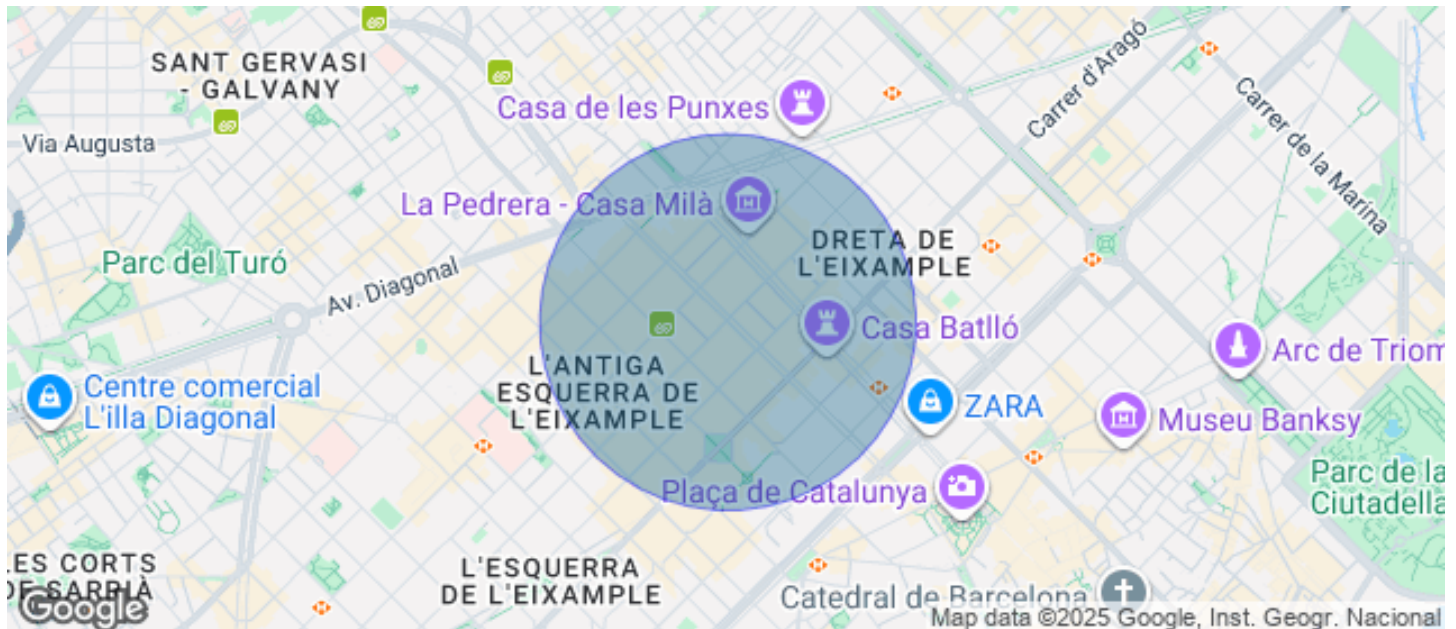 SANT GERVASI
- GALVANY
Casa de les Punxes
Carrer d'Aragó
Carrer de la Marina
Via Augusta
La Pedrera - Casa Milà
DRETA DE
L'EIXAMPLE
Parc del Turó
Av. Diagonal
Casa Batlló
Arc de Triom
L'ANTIGA
ESQUERRA DE
L'EIXAMPLE
Centre comercial
L'illa Diagonal
ZARA
Museu Banksy
Plaça de Catalunya
Parc de la
Ciutadella
LES CORTS
DE SARRIÀ
L'ESQUERRA
DE L'EIXAMPLE
Catedral de Barcelona
Google
Map data ©2025 Google, Inst. Geogr. Nacional